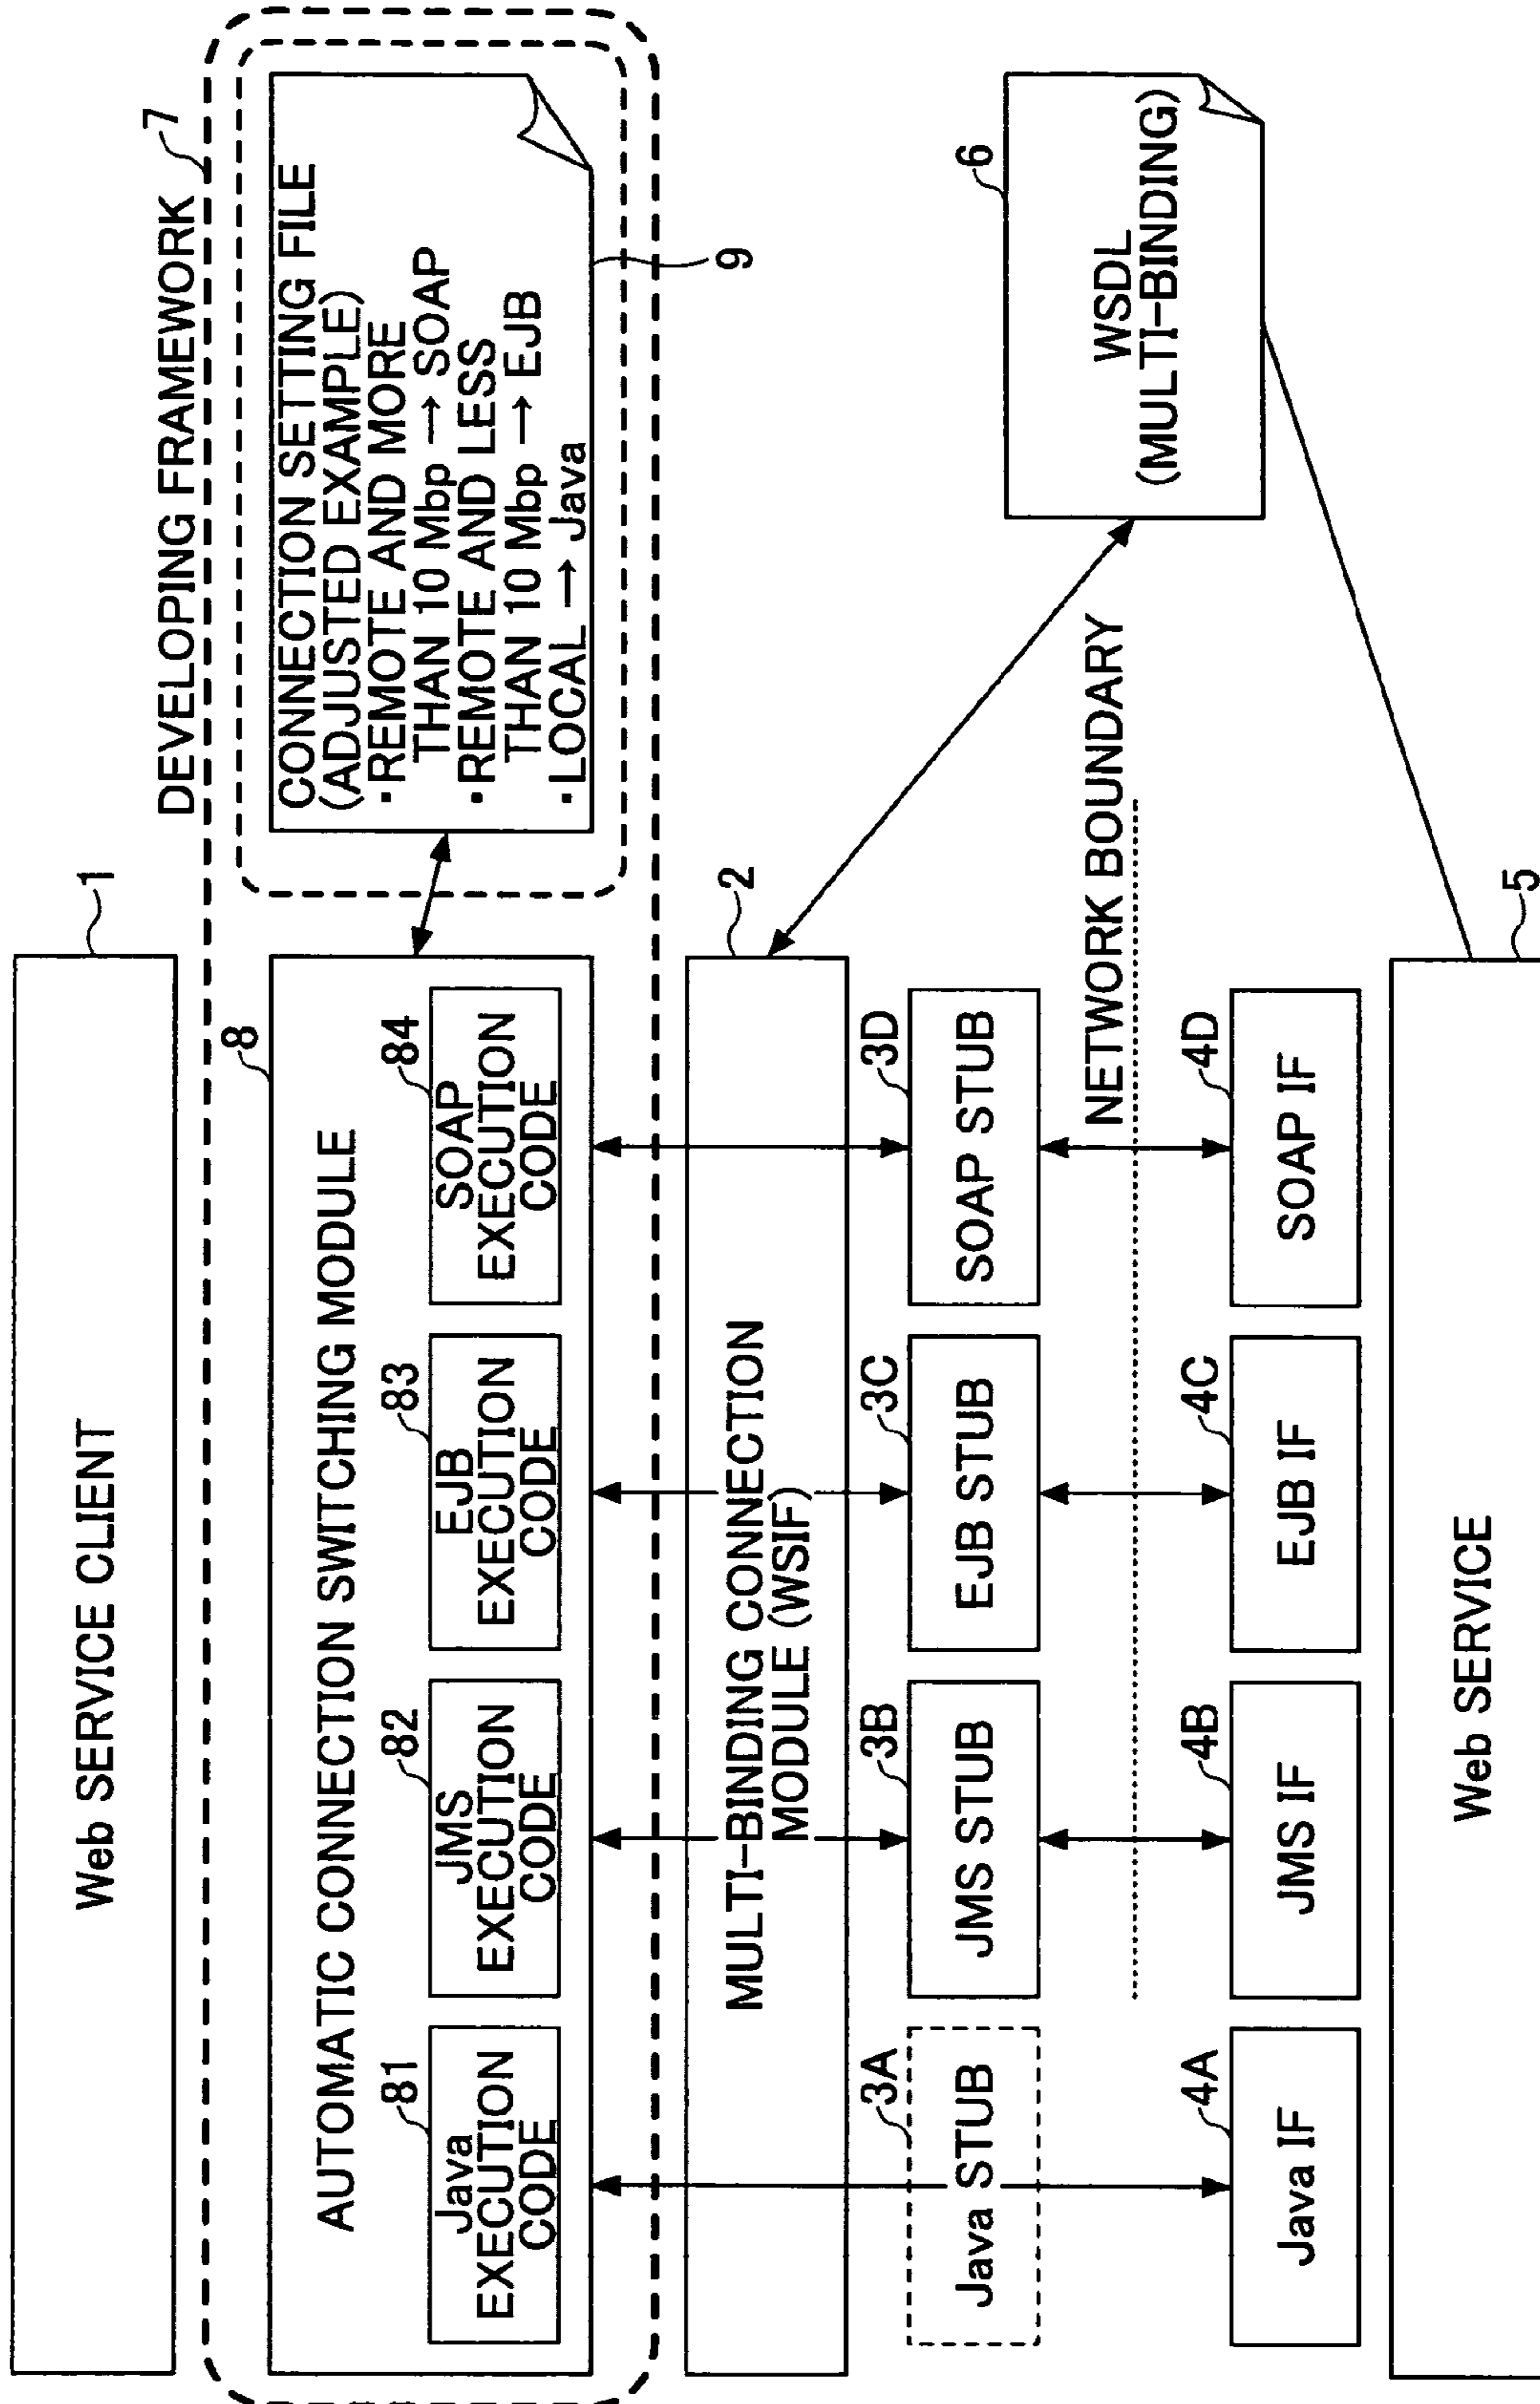 1
Web SERVICE CLIENT
DEVELOPING FRAMEWORK
7
8
AUTOMATIC CONNECTION SWITCHING MODULE
81
Java
EXECUTION
CODE
82
JMS
EXECUTION
CODE
83
EJB
EXECUTION
CODE
84
SOAP
EXECUTION
CODE
CONNECTION SETTING FILE
(ADJUSTED EXAMPLE)
・REMOTE AND MORE
THAN 10 Mbp → SOAP
・REMOTE AND LESS
THAN 10 Mbp → EJB
・LOCAL → Java
9
2
MULTI-BINDING CONNECTION
MODULE (WSIF)
3A
Java STUB
3B
JMS STUB
3C
EJB STUB
3D
SOAP STUB
6
WSDL
(MULTI-BINDING)
NETWORK BOUNDARY
4A
Java IF
4B
JMS IF
4C
EJB IF
4D
SOAP IF
5
Web SERVICE